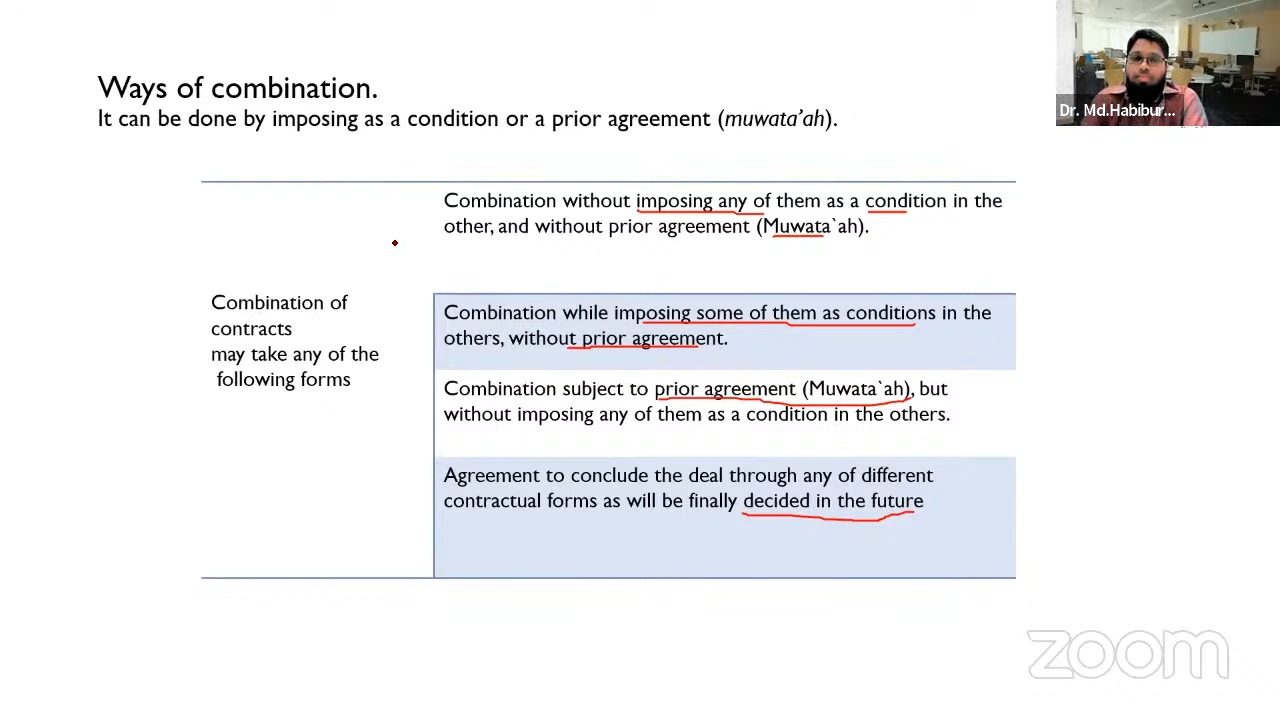 Ways of combination.
It can be done by imposing as a condition or a prior agreement (muwata’ah).
Dr. Md.Habibur...
Combination without imposing any of them as a condition in the
other, and without prior agreement (Muwata`ah).
Combination of
contracts
may take any of the
following forms
Combination while imposing some of them as conditions in the
others, without prior agreement.
Combination subject to prior agreement (Muwata`ah), but
without imposing any of them as a condition in the others.
Agreement to conclude the deal through any of different
contractual forms as will be finally decided in the future
zoom